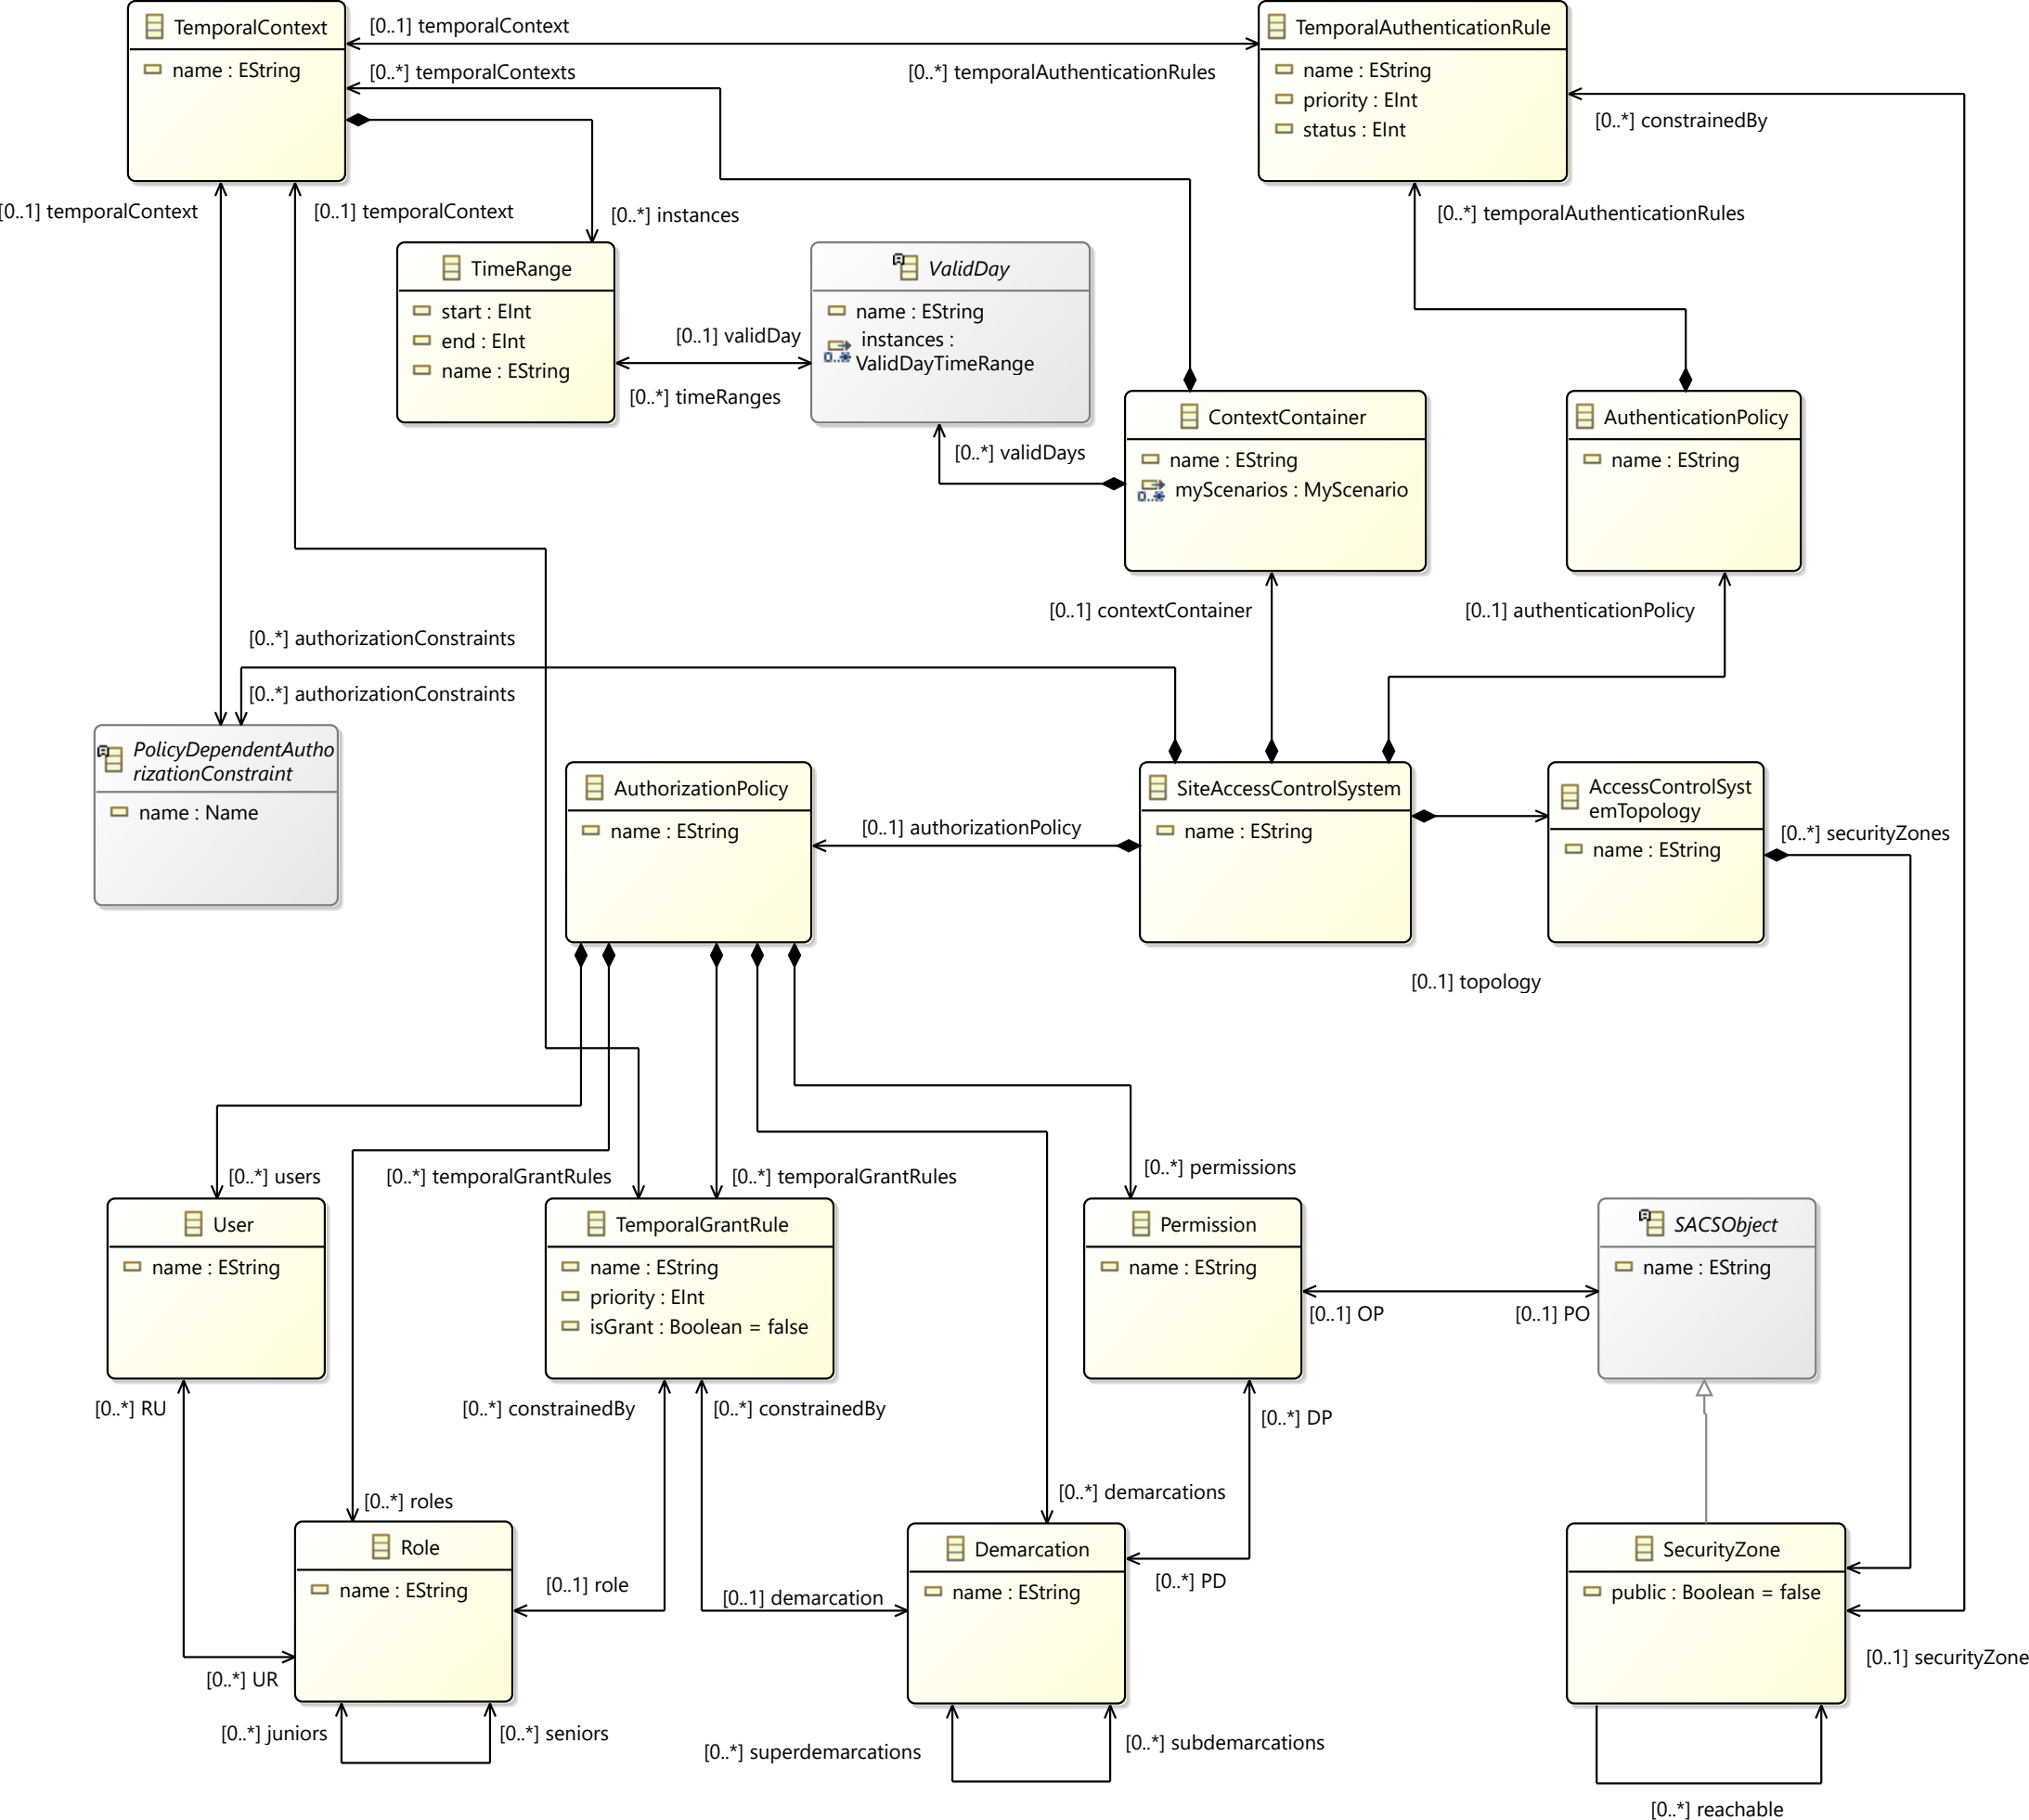 TemporalContext
name : EString
[0..1] temporalContext
[0..*] temporalContexts
[0..*] temporalAuthenticationRules
TemporalAuthenticationRule
name : EString
priority : EInt
status : EInt
[0..*] constrainedBy
[0..1] temporalContext
[0..1] temporalContext
[0..*] instances
[0..*] temporalAuthenticationRules
TimeRange
start : EInt
end : EInt
name : EString
[0..1] validDay
[0..*] timeRanges
ValidDay
name : EString
instances :
ValidDayTimeRange
[0..*] validDays
ContextContainer
name : EString
myScenarios : MyScenario
AuthenticationPolicy
name : EString
[0..1] contextContainer
[0..1] authenticationPolicy
[0..*] authorizationConstraints
[0..*] authorizationConstraints
PolicyDependentAutho
rizationConstraint
name : Name
AuthorizationPolicy
name : EString
[0..1] authorizationPolicy
SiteAccessControlSystem
name : EString
AccessControlSyst
emTopology
name : EString
[0..*] securityZones
[0..1] topology
[0..*] users
[0..*] temporalGrantRules
[0..*] temporalGrantRules
[0..*] permissions
User
name : EString
TemporalGrantRule
name : EString
priority : EInt
isGrant : Boolean = false
Permission
name : EString
[0..1] OP
[0..1] PO
SACSObject
name : EString
[0..*] RU
[0..*] constrainedBy
[0..*] constrainedBy
[0..*] DP
[0..*] roles
[0..*] demarcations
Role
name : EString
[0..1] role
[0..1] demarcation
Demarcation
name : EString
[0..*] PD
SecurityZone
public : Boolean = false
[0..1] securityZone
[0..*] UR
[0..*] juniors
[0..*] seniors
[0..*] superdemarcations
[0..*] subdemarcations
[0..*] reachable